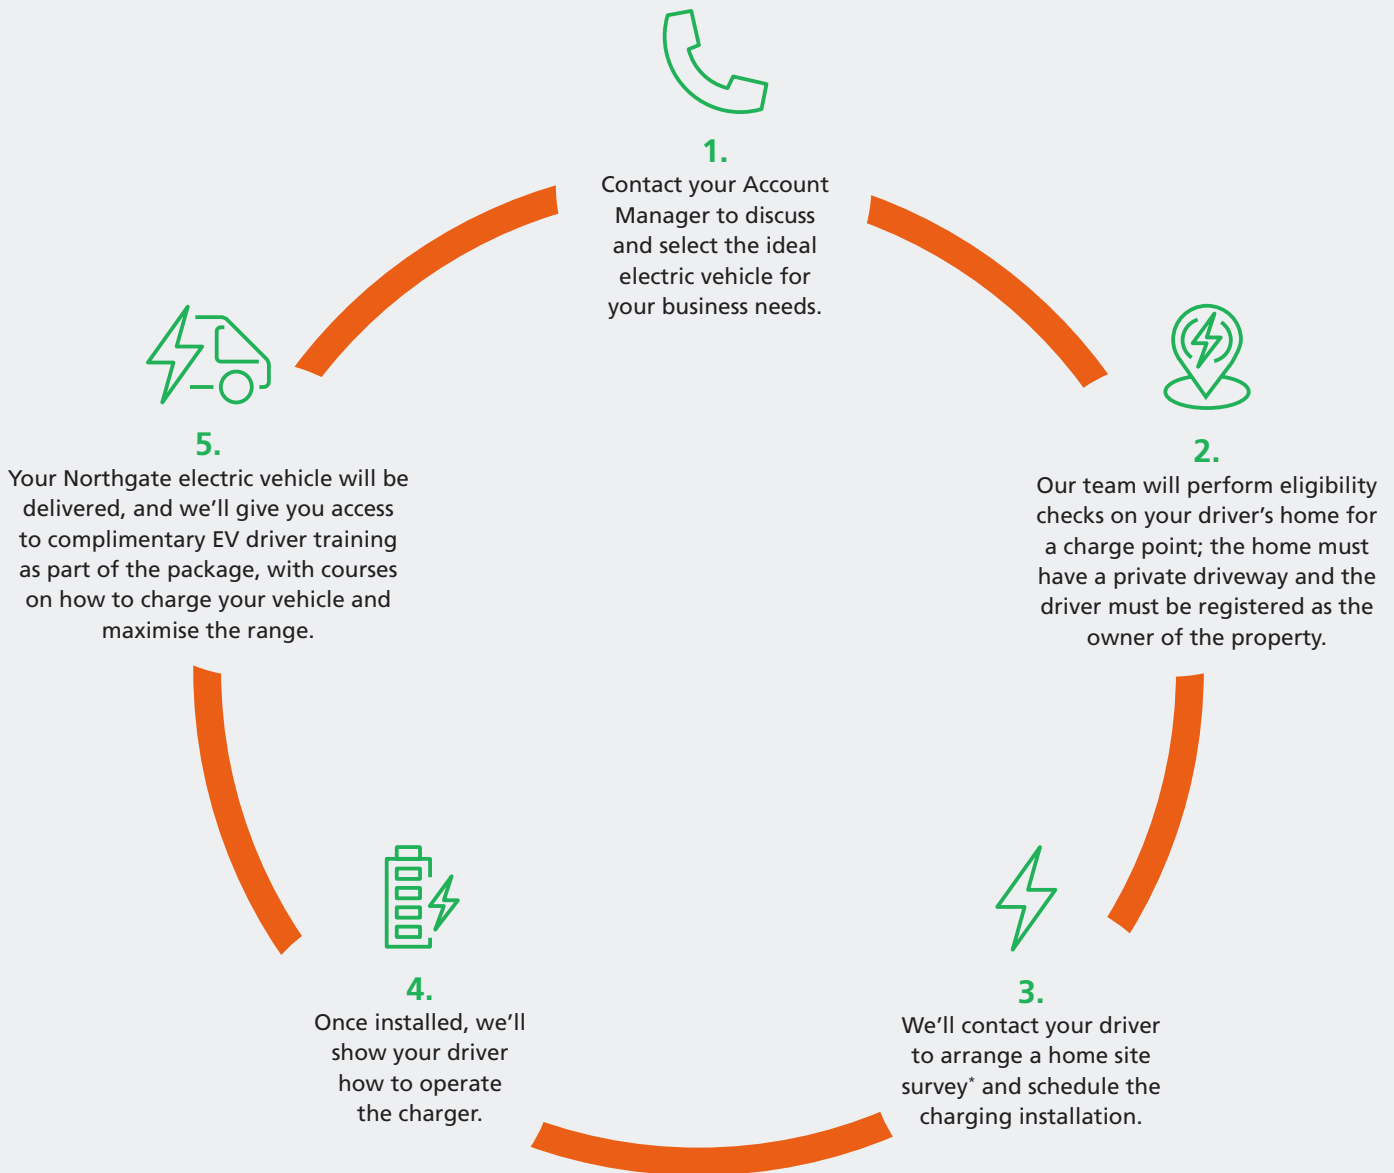 1.
Contact your Account
Manager to discuss
and select the ideal
electric vehicle for
your business needs.
2.
Our team will perform eligibility
checks on your driver’s home for
a charge point; the home must
have a private driveway and the
driver must be registered as the
owner of the property.
3.
We’ll contact your driver
to arrange a home site
survey* and schedule the
charging installation.
4.
Once installed, we’ll
show your driver
how to operate
the charger.
5.
Your Northgate electric vehicle will be
delivered, and we’ll give you access
to complimentary EV driver training
as part of the package, with courses
on how to charge your vehicle and
maximise the range.